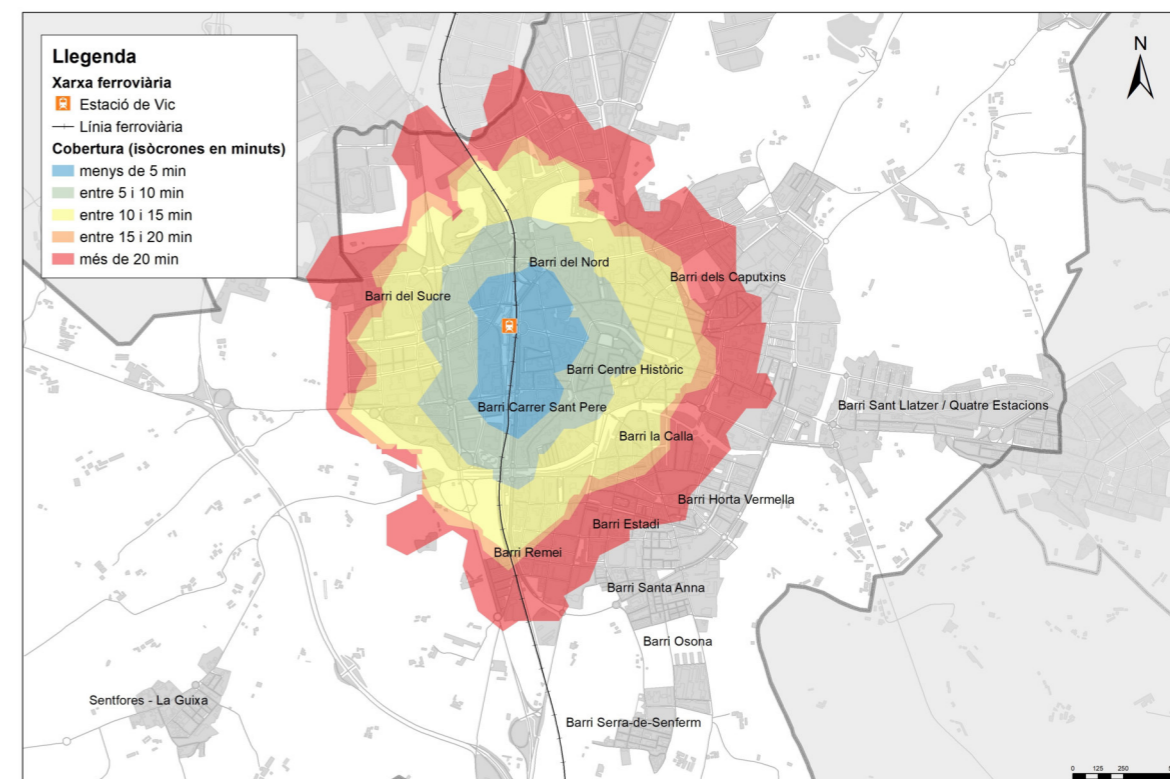 Llegenda
Xarxa ferroviària
Estació de Vic
Línia ferroviària
Cobertura (isòcrones en minuts)
menys de 5 min
entre 5 i 10 min
entre 10 i 15 min
entre 15 i 20 min
més de 20 min
N
Barri del Nord
Barri dels Caputxins
Barri del Sucre
Barri Centre Històric
Barri Carrer Sant Pere
Barri Sant Llatzer / Quatre Estacions
Barri la Calla
Barri Horta Vermella
Barri Estadi
Barri Remei
Barri Santa Anna
Barri Osona
Sentfores - La Guixa
Barri Serra-de-Senferm
0 125 250